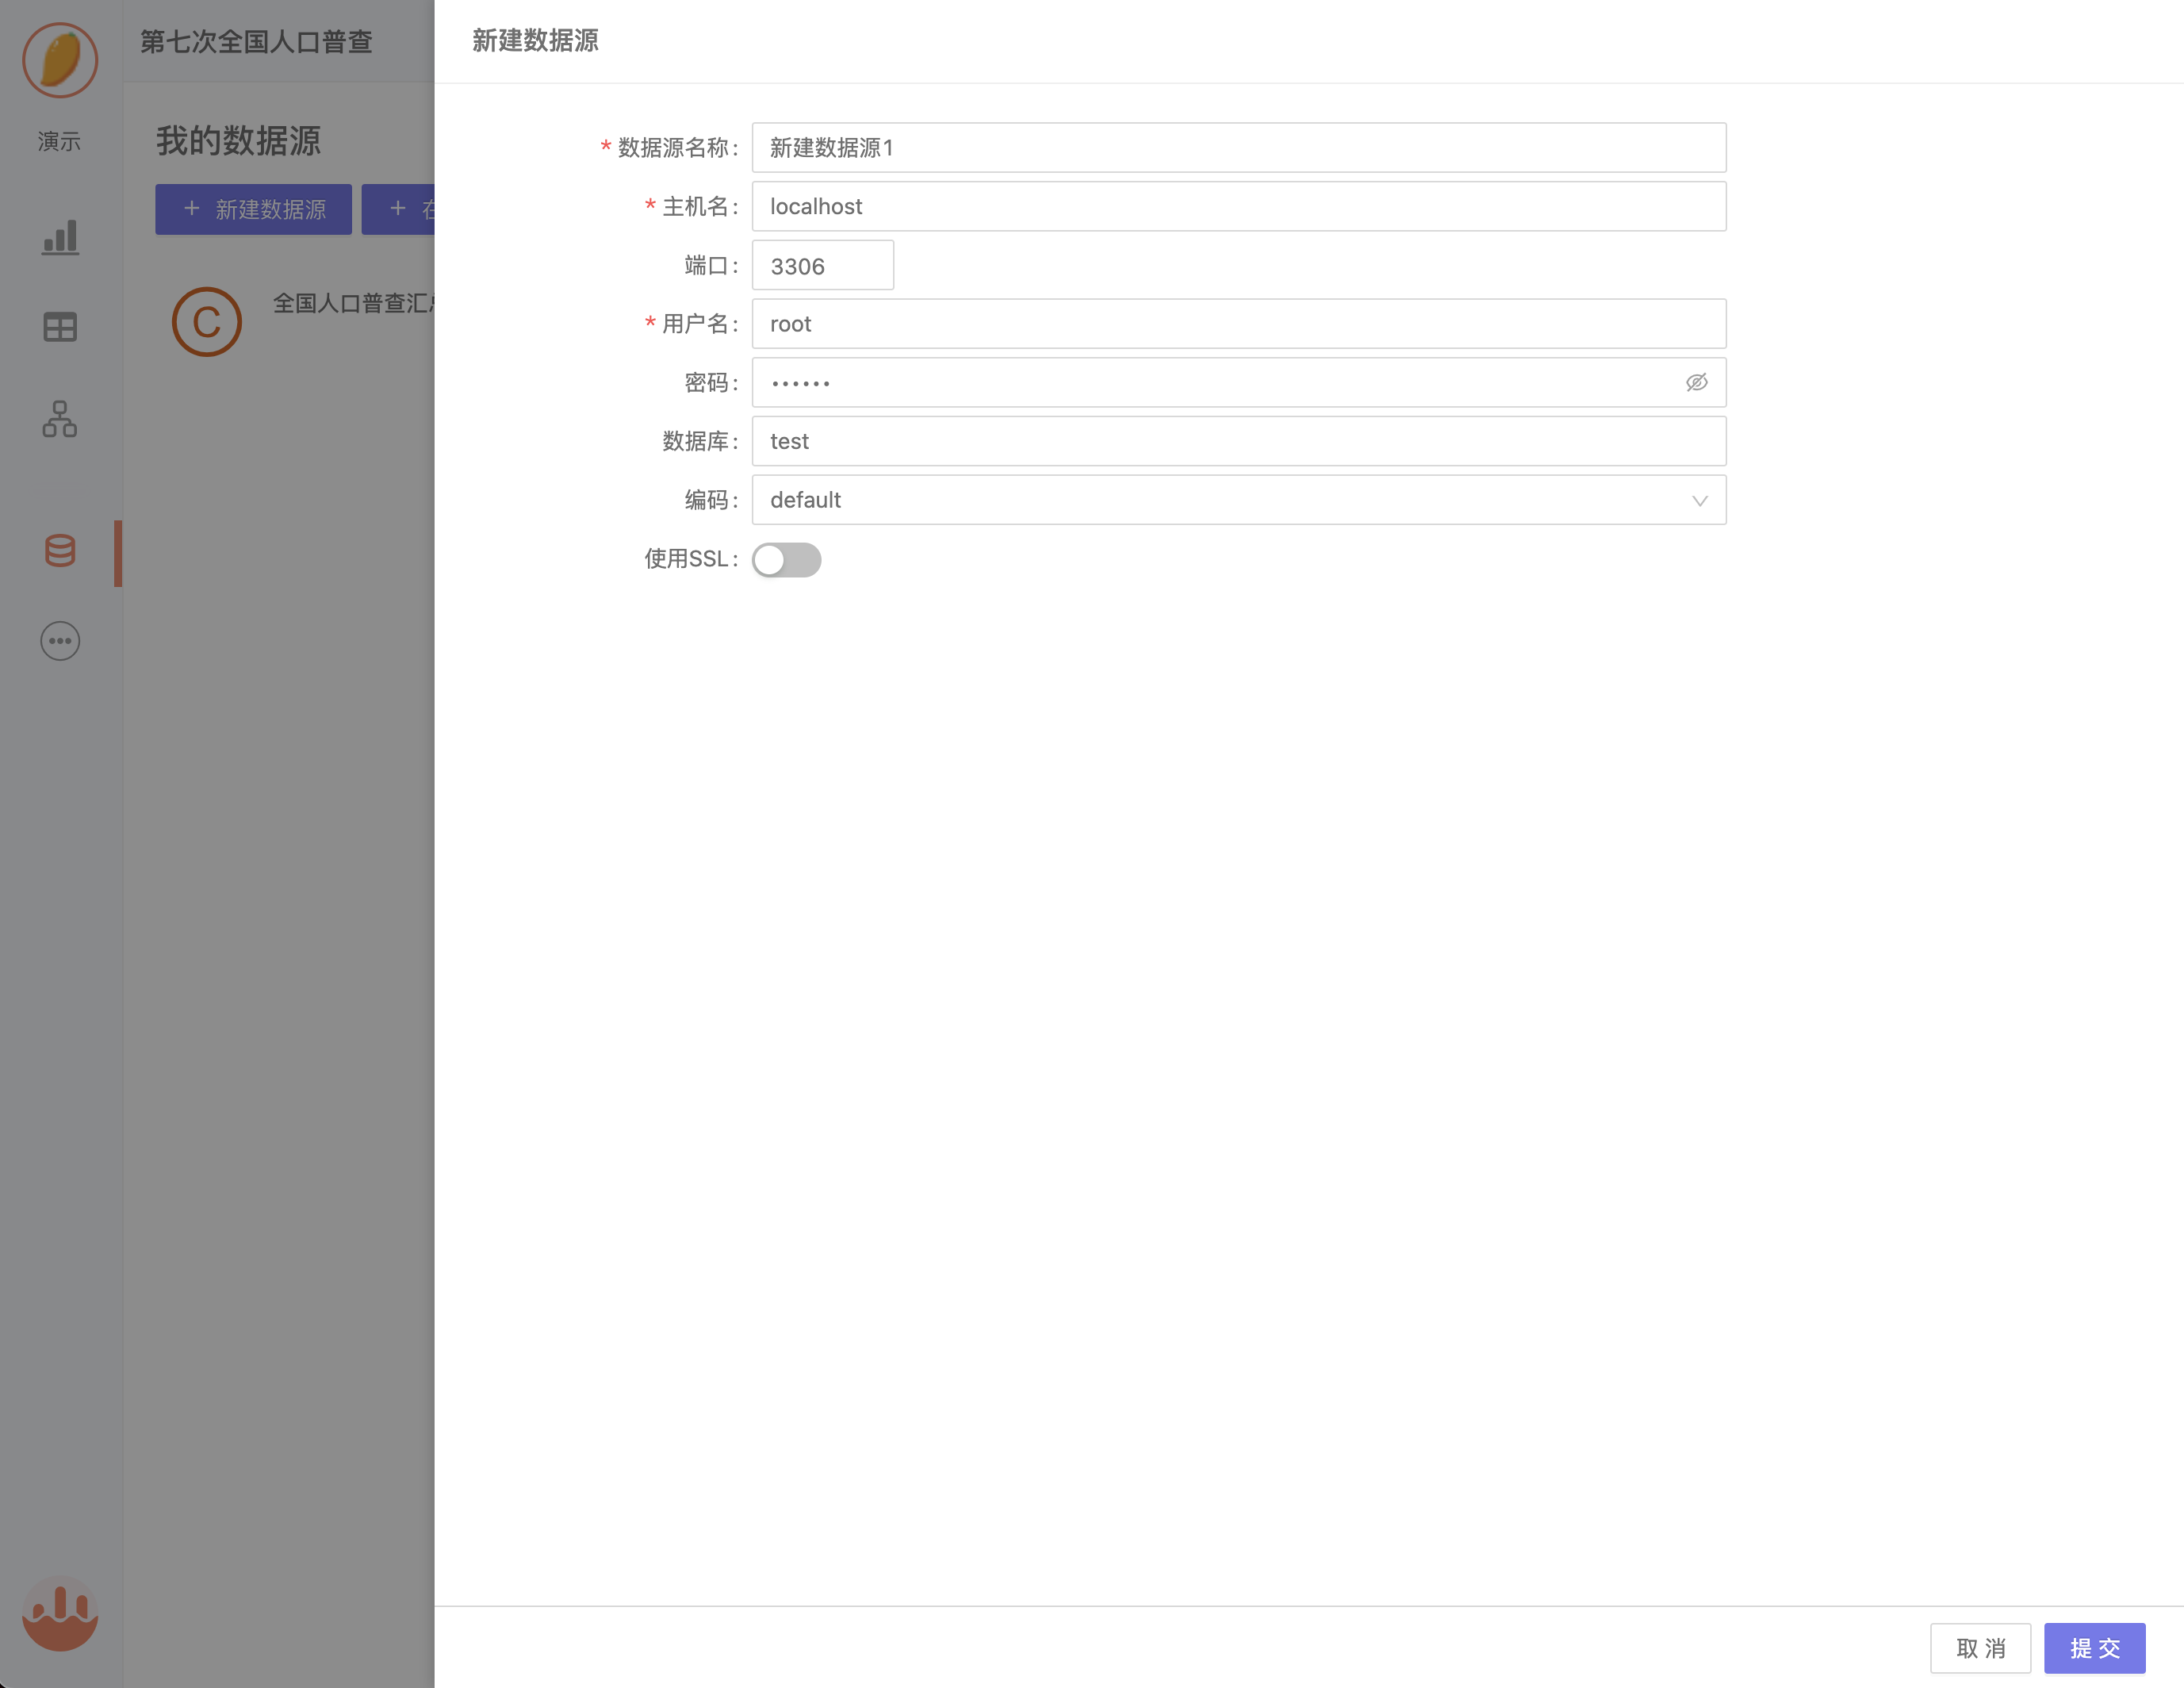 第七次全国人口普查
演示
我的数据源
+ 新建数据源
+ 在
C
全国人口普查汇
新建数据源
* 数据源名称: 新建数据源1
* 主机名: localhost
端口: 3306
* 用户名: root
密码: ••••••
数据库: test
编码: default
使用SSL:
取 消
提 交